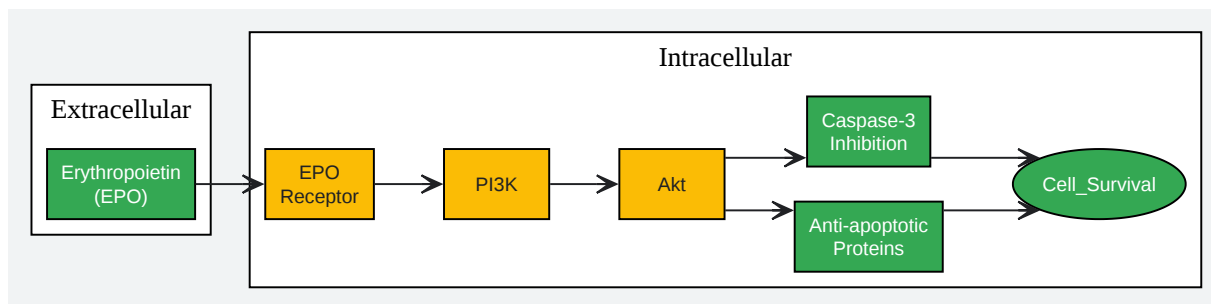 Intracellular
Extracellular
Erythropoietin
(EPO)
EPO
Receptor
PI3K
Akt
Caspase-3
Inhibition
Anti-apoptotic
Proteins
Cell_Survival